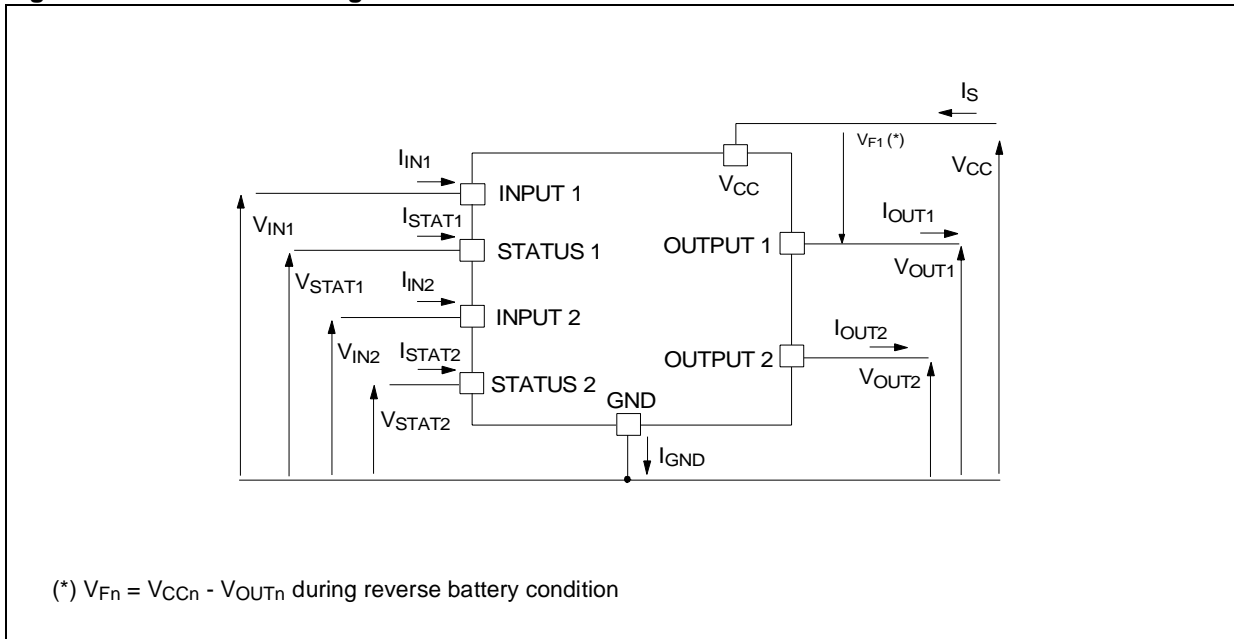 IS
VF1 (*)
VCC
IIN1
VCC
INPUT 1
IOUT1
VIN1
ISTAT1
OUTPUT 1
STATUS 1
VOUT1
VSTAT1
IIN2
INPUT 2
IOUT2
VIN2
ISTAT2
OUTPUT 2
VOUT2
STATUS 2
GND
VSTAT2
IGND
(*) VFn = VCCn - VOUTn during reverse battery condition